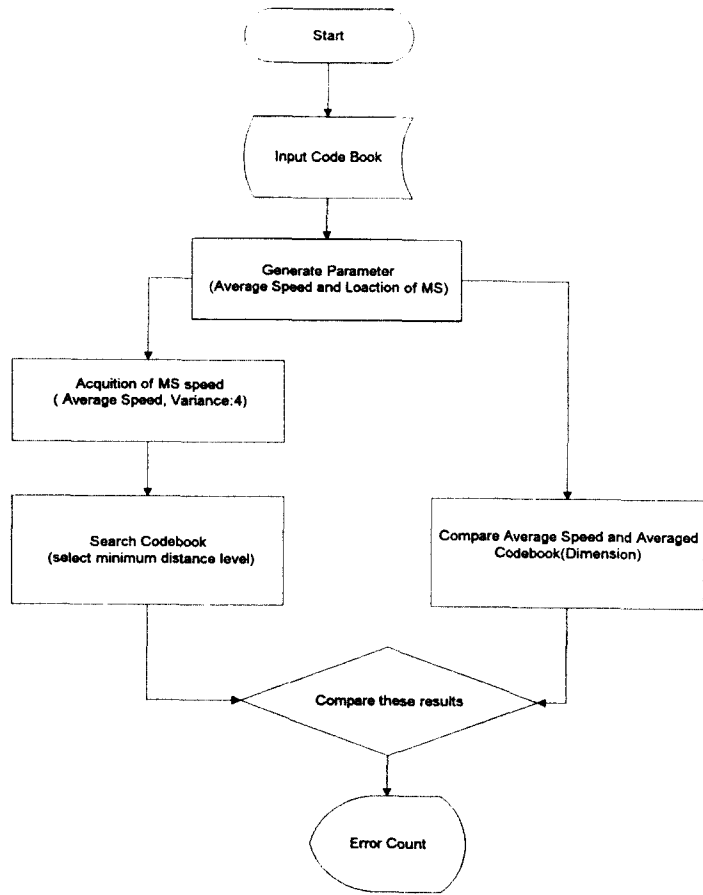 Start
Input Code Book
Generate Parameter
(Average Speed and Loaction of MS)
Acquition of MS speed
( Average Speed, Variance:4)
Search Codebook
(select minimum distance level)
Compare Average Speed and Averaged
Codebook(Dimension)
Compare these results
Error Count